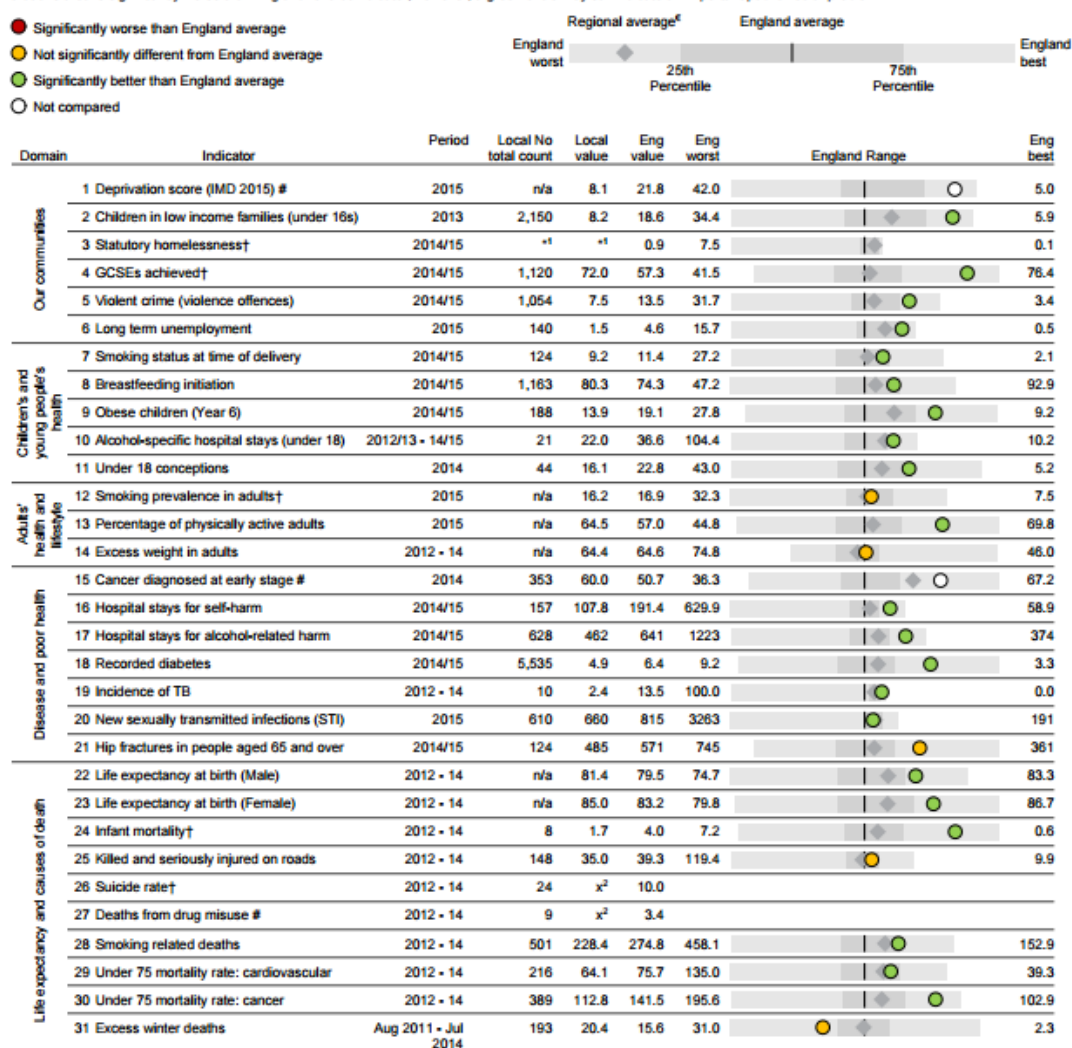 Significantly worse than England average
Not significantly different from England average
Significantly better than England average
Not compared
Regional average€ England average
England worst England best
25th Percentile 75th Percentile
Domain Indicator Period Local No total count Local value Eng value Eng worst England Range Eng best
Our communities
1 Deprivation score (IMD 2015) # 2015 n/a 8.1 21.8 42.0 5.0
2 Children in low income families (under 16s) 2013 2,150 8.2 18.6 34.4 5.9
3 Statutory homelessness† 2014/15 *¹ *¹ 0.9 7.5 0.1
4 GCSEs achieved† 2014/15 1,120 72.0 57.3 41.5 76.4
5 Violent crime (violence offences) 2014/15 1,054 7.5 13.5 31.7 3.4
6 Long term unemployment 2015 140 1.5 4.6 15.7 0.5
Children's and young people's health
7 Smoking status at time of delivery 2014/15 124 9.2 11.4 27.2 2.1
8 Breastfeeding initiation 2014/15 1,163 80.3 74.3 47.2 92.9
9 Obese children (Year 6) 2014/15 188 13.9 19.1 27.8 9.2
10 Alcohol-specific hospital stays (under 18) 2012/13 - 14/15 21 22.0 36.6 104.4 10.2
11 Under 18 conceptions 2014 44 16.1 22.8 43.0 5.2
Adults' health and lifestyle
12 Smoking prevalence in adults† 2015 n/a 16.2 16.9 32.3 7.5
13 Percentage of physically active adults 2015 n/a 64.5 57.0 44.8 69.8
14 Excess weight in adults 2012 - 14 n/a 64.4 64.6 74.8 46.0
Disease and poor health
15 Cancer diagnosed at early stage # 2014 353 60.0 50.7 36.3 67.2
16 Hospital stays for self-harm 2014/15 157 107.8 191.4 629.9 58.9
17 Hospital stays for alcohol-related harm 2014/15 628 462 641 1223 374
18 Recorded diabetes 2014/15 5,535 4.9 6.4 9.2 3.3
19 Incidence of TB 2012 - 14 10 2.4 13.5 100.0 0.0
20 New sexually transmitted infections (STI) 2015 610 660 815 3263 191
21 Hip fractures in people aged 65 and over 2014/15 124 485 571 745 361
Life expectancy and causes of death
22 Life expectancy at birth (Male) 2012 - 14 n/a 81.4 79.5 74.7 83.3
23 Life expectancy at birth (Female) 2012 - 14 n/a 85.0 83.2 79.8 86.7
24 Infant mortality† 2012 - 14 8 1.7 4.0 7.2 0.6
25 Killed and seriously injured on roads 2012 - 14 148 35.0 39.3 119.4 9.9
26 Suicide rate† 2012 - 14 24 x² 10.0
27 Deaths from drug misuse # 2012 - 14 9 x² 3.4
28 Smoking related deaths 2012 - 14 501 228.4 274.8 458.1 152.9
29 Under 75 mortality rate: cardiovascular 2012 - 14 216 64.1 75.7 135.0 39.3
30 Under 75 mortality rate: cancer 2012 - 14 389 112.8 141.5 195.6 102.9
31 Excess winter deaths Aug 2011 - Jul 2014 193 20.4 15.6 31.0 2.3